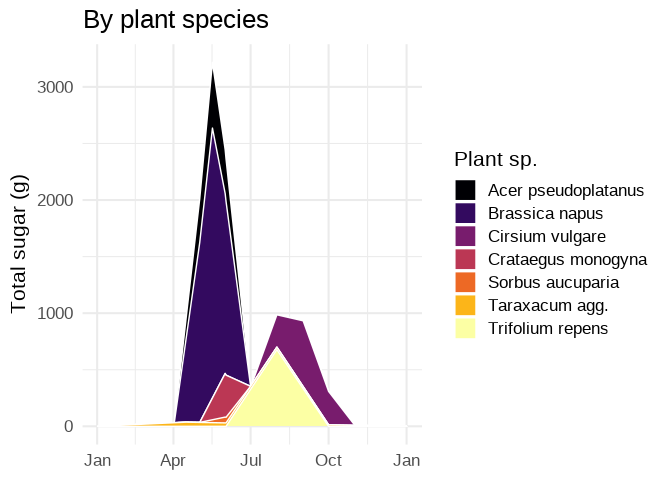 By plant species
Total sugar (g)
3000
2000
1000
0
Jan Apr Jul Oct Jan
Plant sp.
Acer pseudoplatanus
Brassica napus
Cirsium vulgare
Crataegus monogyna
Sorbus aucuparia
Taraxacum agg.
Trifolium repens